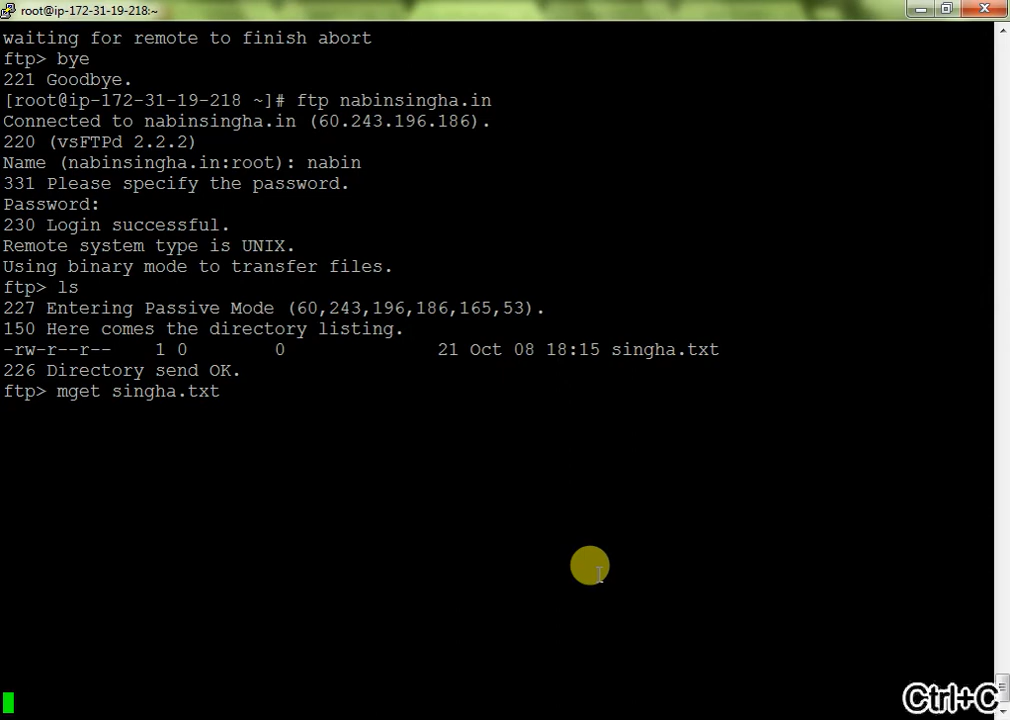 root@ip-172-31-19-218:~
waiting for remote to finish abort
ftp> bye
221 Goodbye.
[root@ip-172-31-19-218 ~]# ftp nabinsingha.in
Connected to nabinsingha.in (60.243.196.186).
220 (vsFTPd 2.2.2)
Name (nabinsingha.in:root): nabin
331 Please specify the password.
Password:
230 Login successful.
Remote system type is UNIX.
Using binary mode to transfer files.
ftp> ls
227 Entering Passive Mode (60,243,196,186,165,53).
150 Here comes the directory listing.
-rw-r--r-- 1 0 0 21 Oct 08 18:15 singha.txt
226 Directory send OK.
ftp> mget singha.txt
Ctrl+C